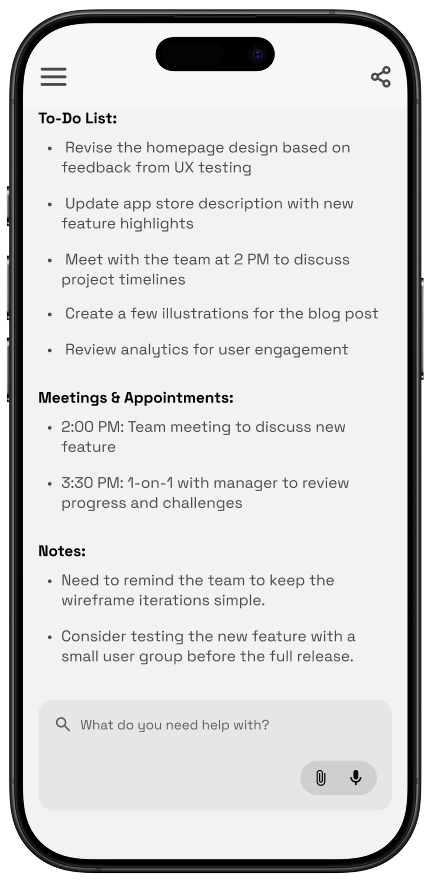 To-Do List:
• Revise the homepage design based on
feedback from UX testing
• Update app store description with new
feature highlights
• Meet with the team at 2 PM to discuss
project timelines
• Create a few illustrations for the blog post
• Review analytics for user engagement
Meetings & Appointments:
• 2:00 PM: Team meeting to discuss new
feature
• 3:30 PM: 1-on-1 with manager to review
progress and challenges
Notes:
• Need to remind the team to keep the
wireframe iterations simple.
• Consider testing the new feature with a
small user group before the full release.
What do you need help with?